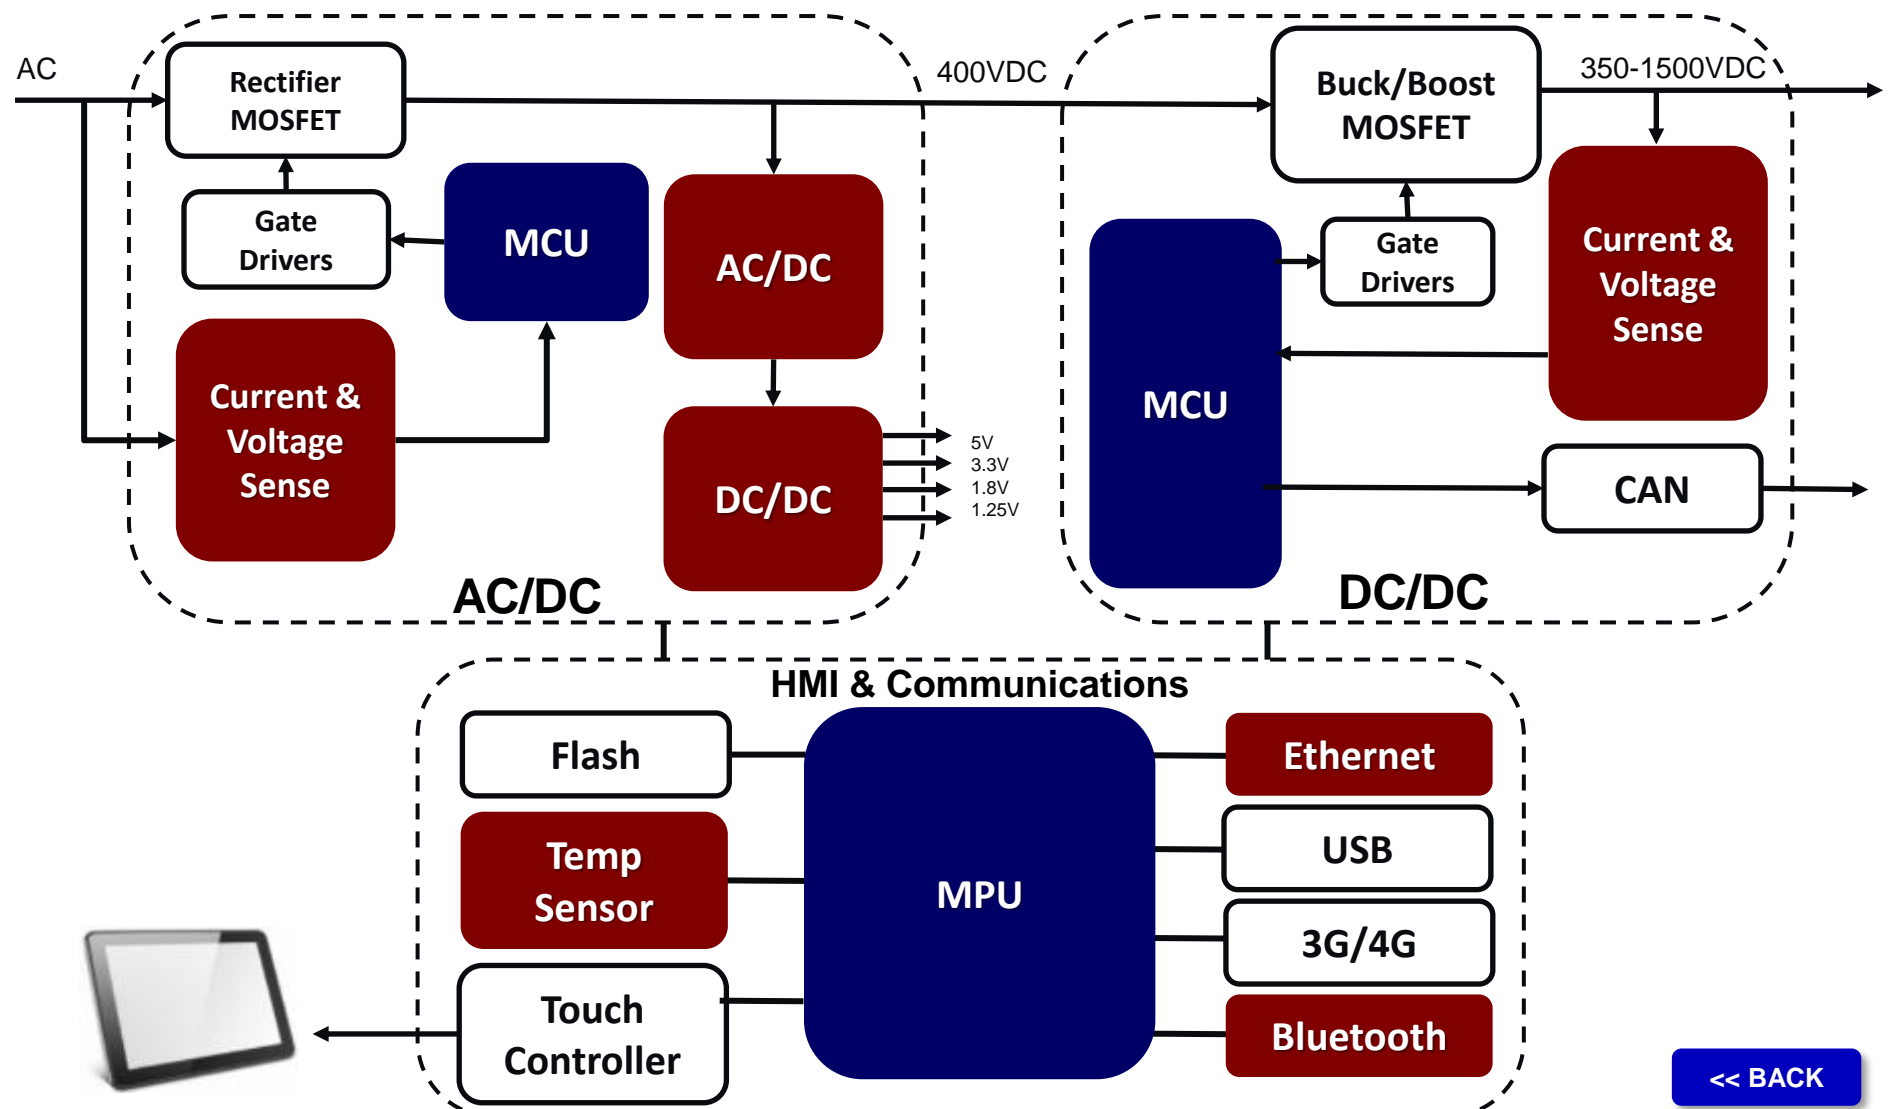 AC
Rectifier
MOSFET
400VDC
Buck/Boost
MOSFET
350-1500VDC
Gate
Drivers
MCU
AC/DC
Gate
Drivers
Current &
Voltage
Sense
Current &
Voltage
Sense
MCU
DC/DC
5V
3.3V
1.8V
1.25V
CAN
AC/DC
DC/DC
HMI & Communications
Flash
Ethernet
Temp
Sensor
USB
MPU
3G/4G
Touch
Controller
Bluetooth
<< BACK